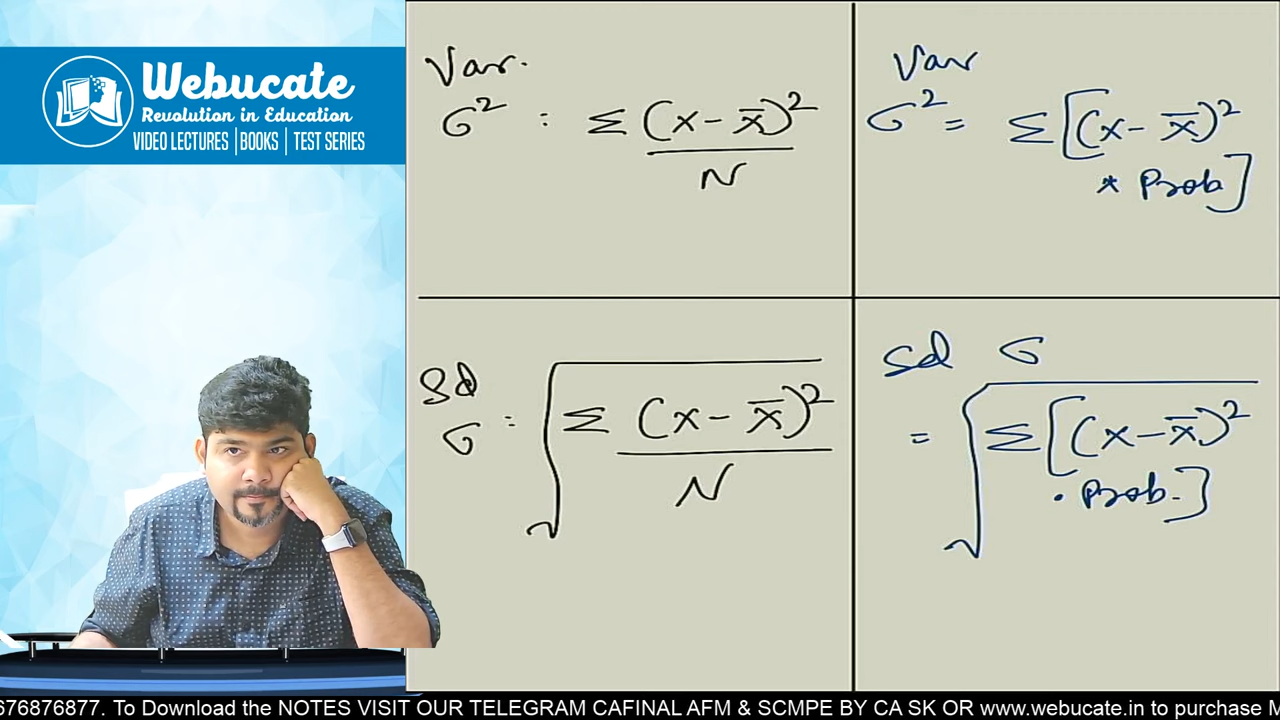 Webucate
Revolution in Education
VIDEO LECTURES | BOOKS | TEST SERIES
Var.
σ² : Σ (x - x̄)²
N
Var
σ² = Σ [(x - x̄)²
* Prob]
Sd
σ : √ Σ (x - x̄)²
N
Sd σ
= √ Σ [(x - x̄)²
. Prob.]
676876877. To Download the NOTES VISIT OUR TELEGRAM CAFINAL AFM & SCMPE BY CA SK OR www.webucate.in to purchase M